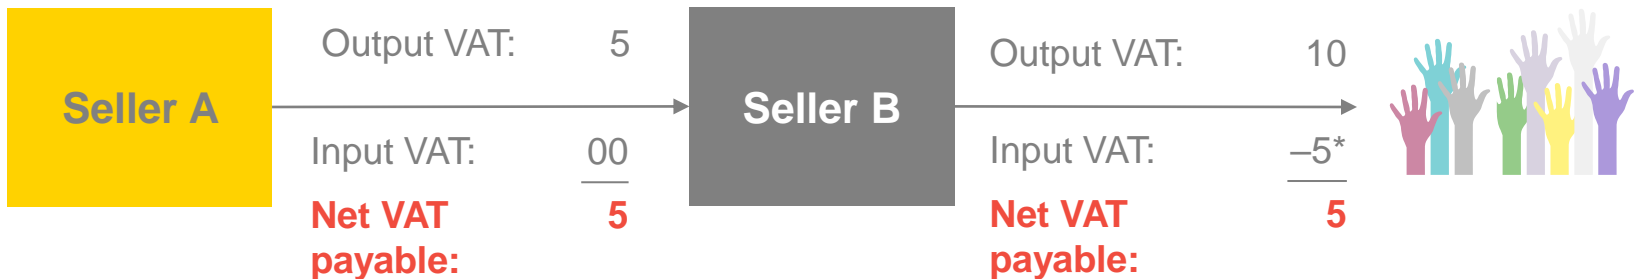 Seller A
Output VAT: 5
Input VAT: 00
Net VAT 5
payable:
Seller B
Output VAT: 10
Input VAT: –5*
Net VAT 5
payable: